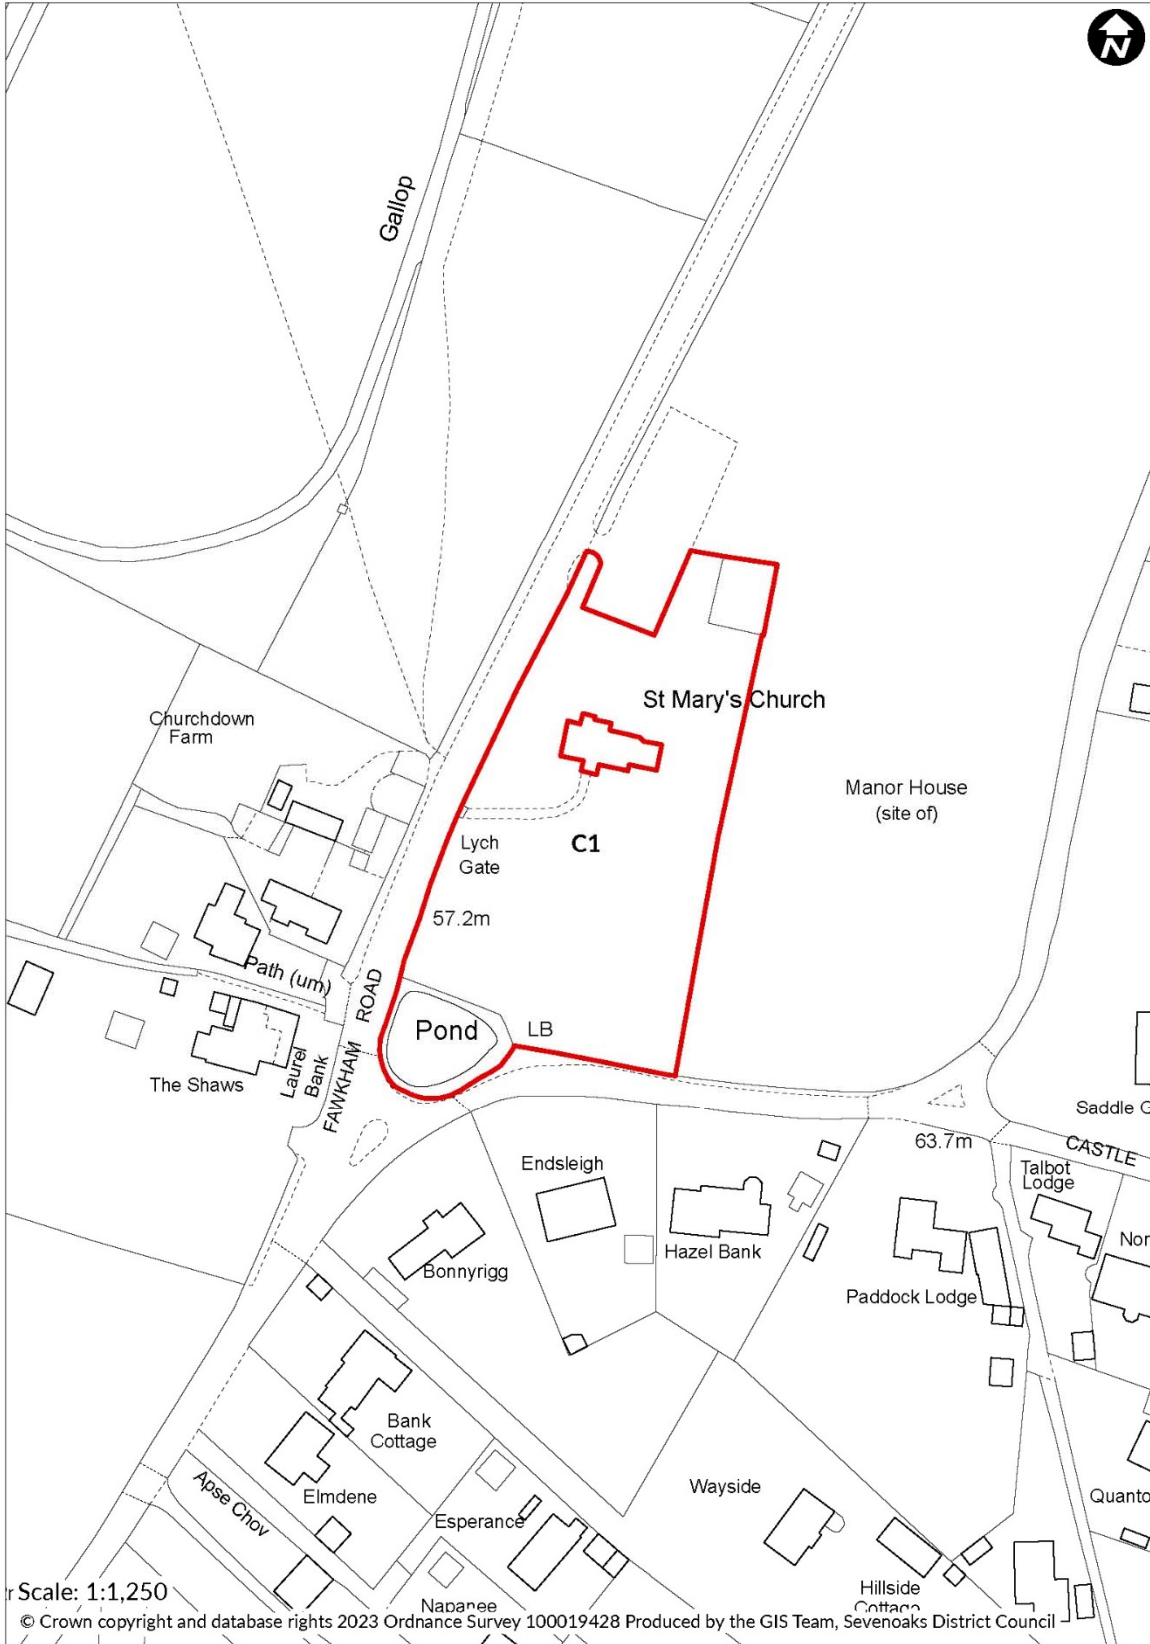 N
Gallop
St Mary's Church
Churchdown
Farm
Manor House
(site of)
Lych
Gate
C1
57.2m
Path (um)
FAWKHAM ROAD
Pond
LB
The Shaws
Laurel
Bank
Saddle
63.7m
CASTLE
Endsleigh
Talbot
Lodge
Nor
Hazel Bank
Bonnyrigg
Paddock Lodge
Bank
Cottage
Wayside
Apse Chov
Elmdene
Quanto
Esperance
Hillside
Cottage
Napanee
Scale: 1:1,250
© Crown copyright and database rights 2023 Ordnance Survey 100019428 Produced by the GIS Team, Sevenoaks District Council